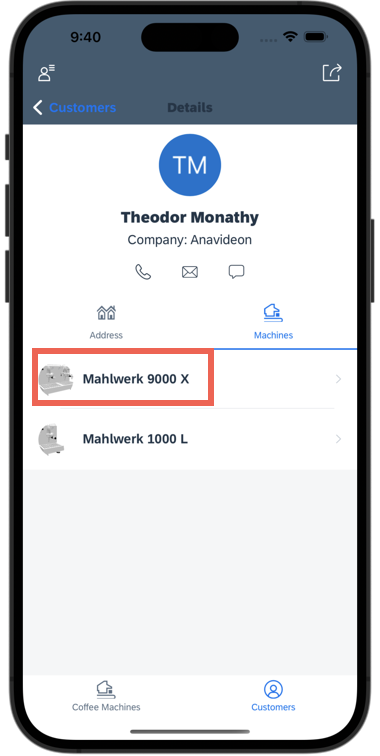 9:40
Customers
Details
TM
Theodor Monathy
Company: Anavideon
Address
Machines
Mahlwerk 9000 X
Mahlwerk 1000 L
Coffee Machines
Customers